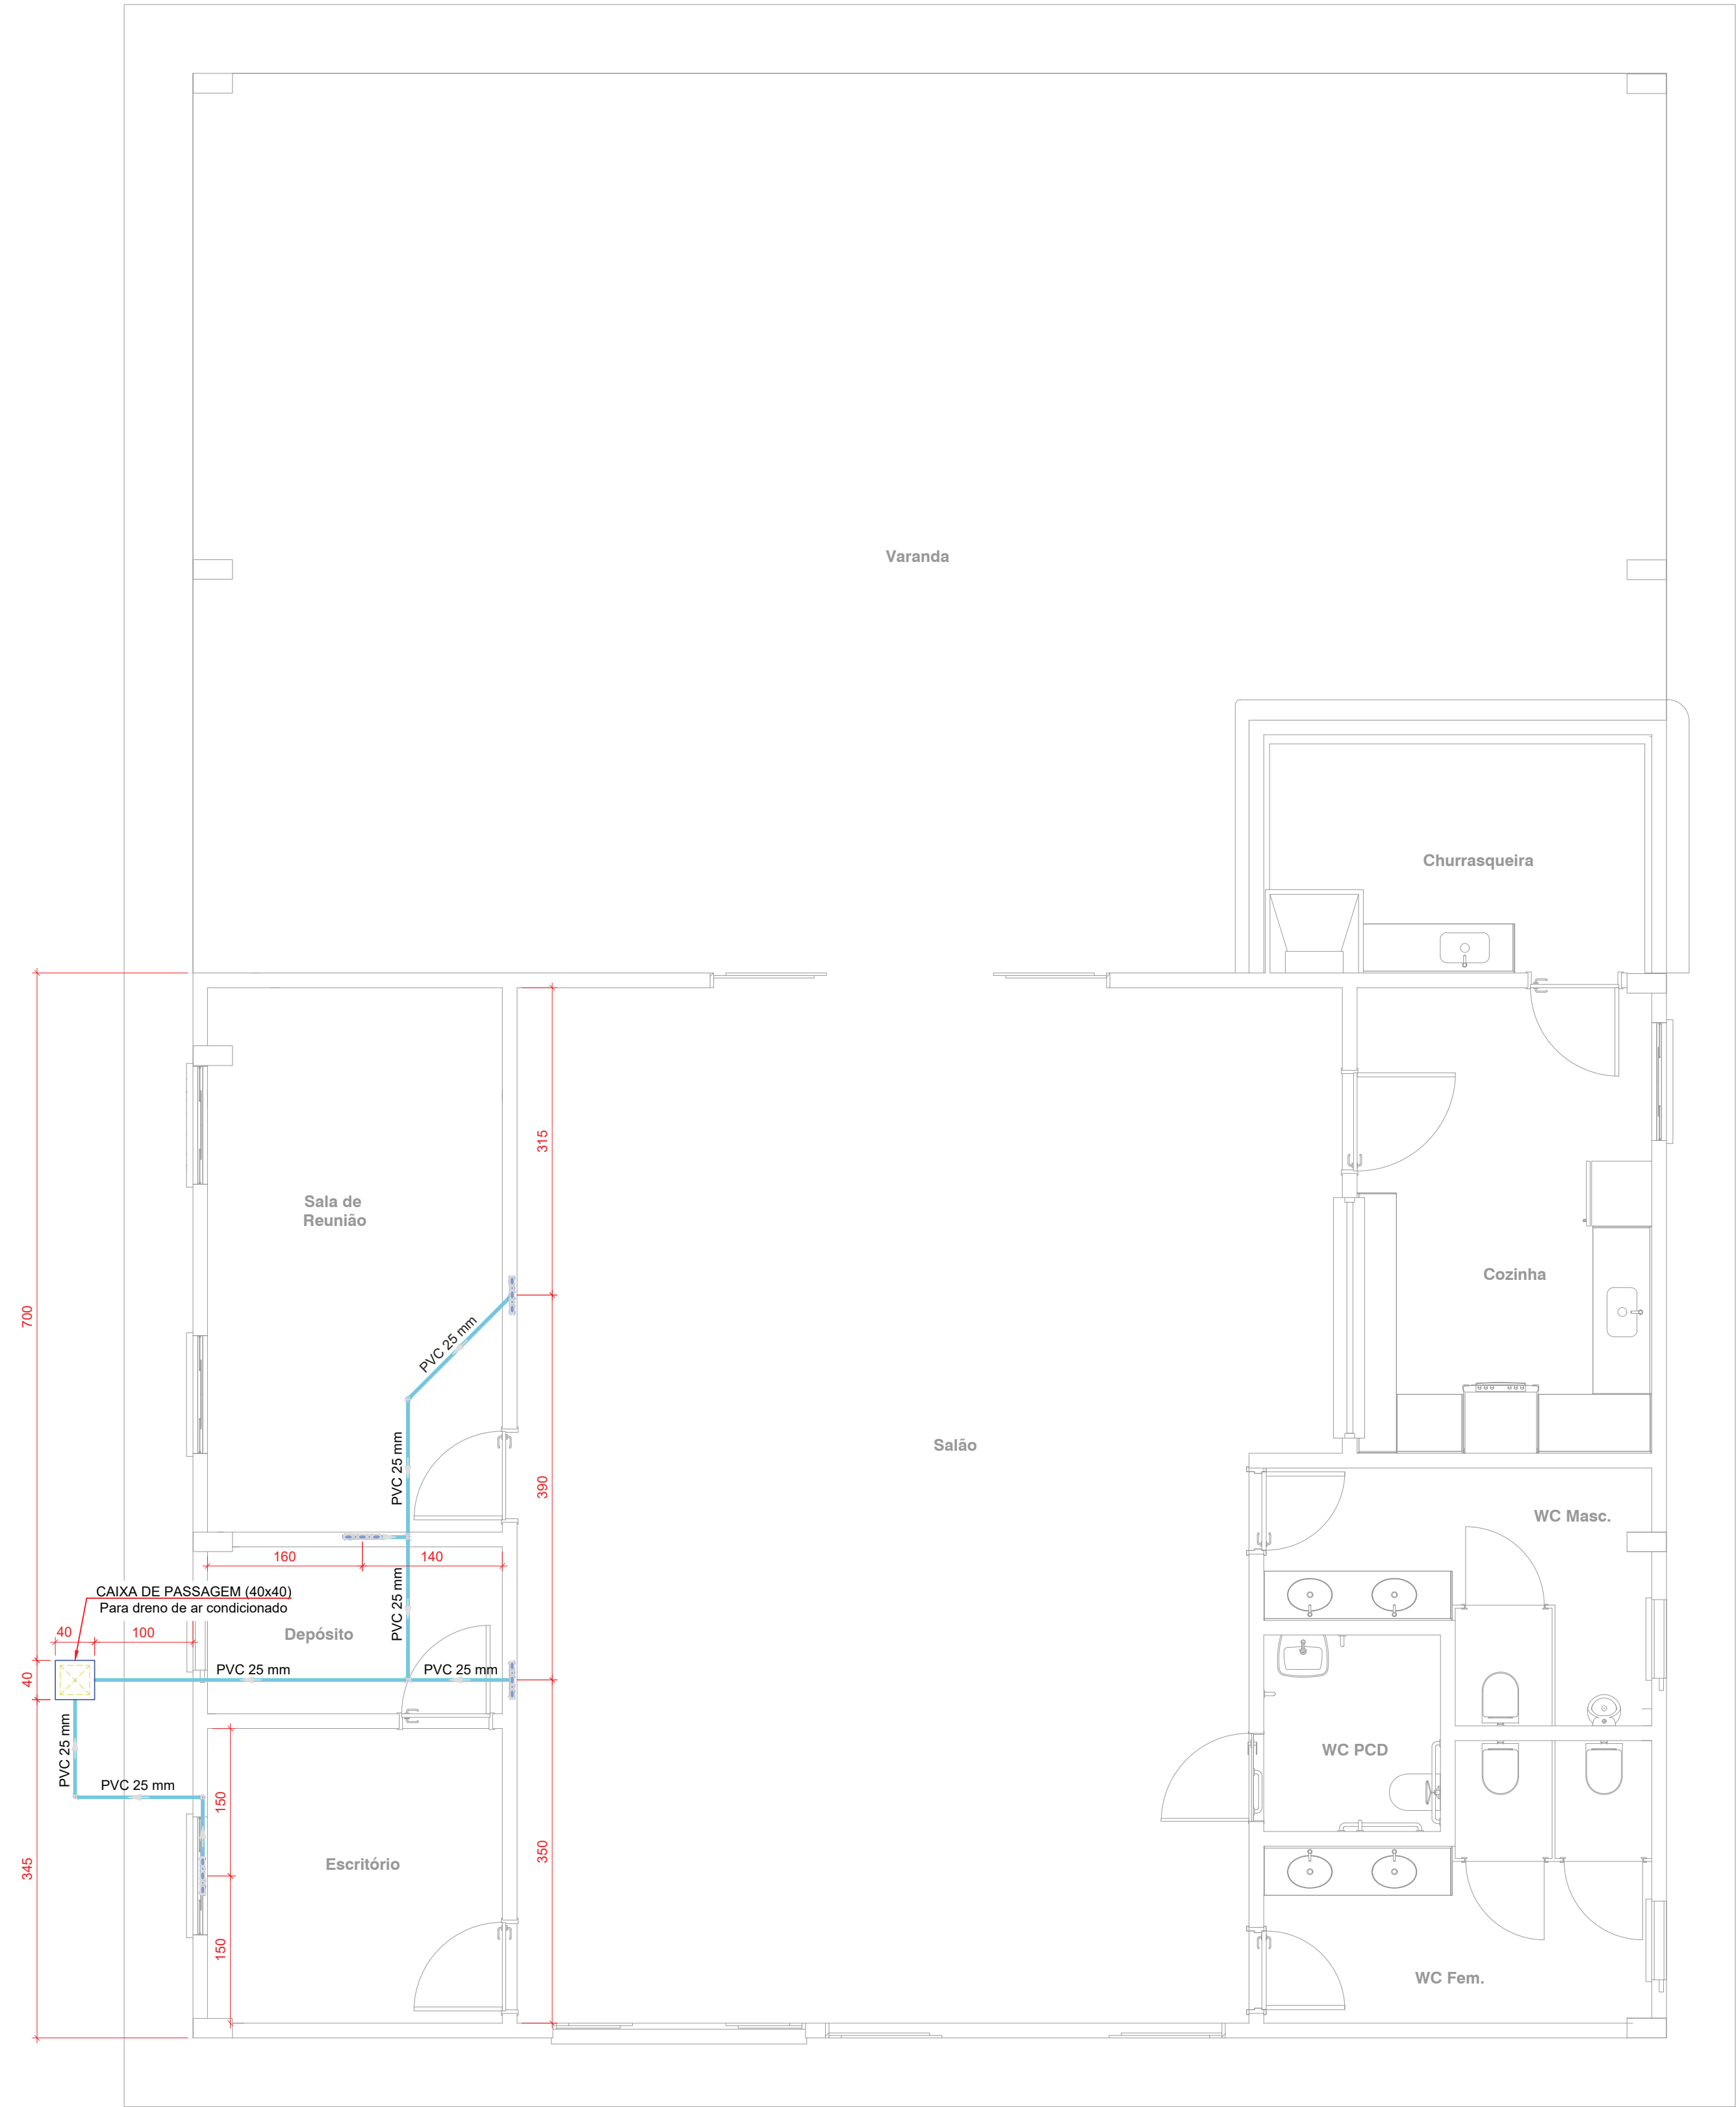 Varanda
Churrasqueira
315
Sala de
Reunião
Cozinha
700
PVC 25 mm
Salão
PVC 25 mm
390
WC Masc.
160
140
CAIXA DE PASSAGEM (40x40)
Para dreno de ar condicionado
PVC 25 mm
40
100
Depósito
40
PVC 25 mm
PVC 25 mm
PVC 25 mm
WC PCD
PVC 25 mm
150
345
Escritório
350
150
WC Fem.